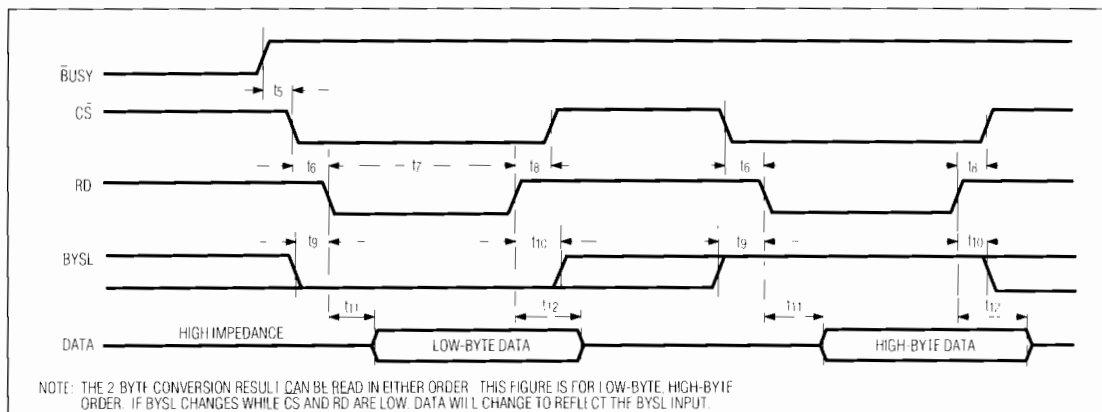 BUSY
t5
CS
t6 t7 t8 t6 t8
RD
t9 t10 t9 t10
BYSL
t11 t12 t11 t12
HIGH IMPEDANCE
DATA LOW-BYTE DATA HIGH-BYTE DATA
NOTE: THE 2 BYTE CONVERSION RESULT CAN BE READ IN EITHER ORDER THIS FIGURE IS FOR LOW-BYTE, HIGH-BYTE
ORDER. IF BYSL CHANGES WHILE CS AND RD ARE LOW, DATA WILL CHANGE TO REFLECT THE BYSL INPUT.